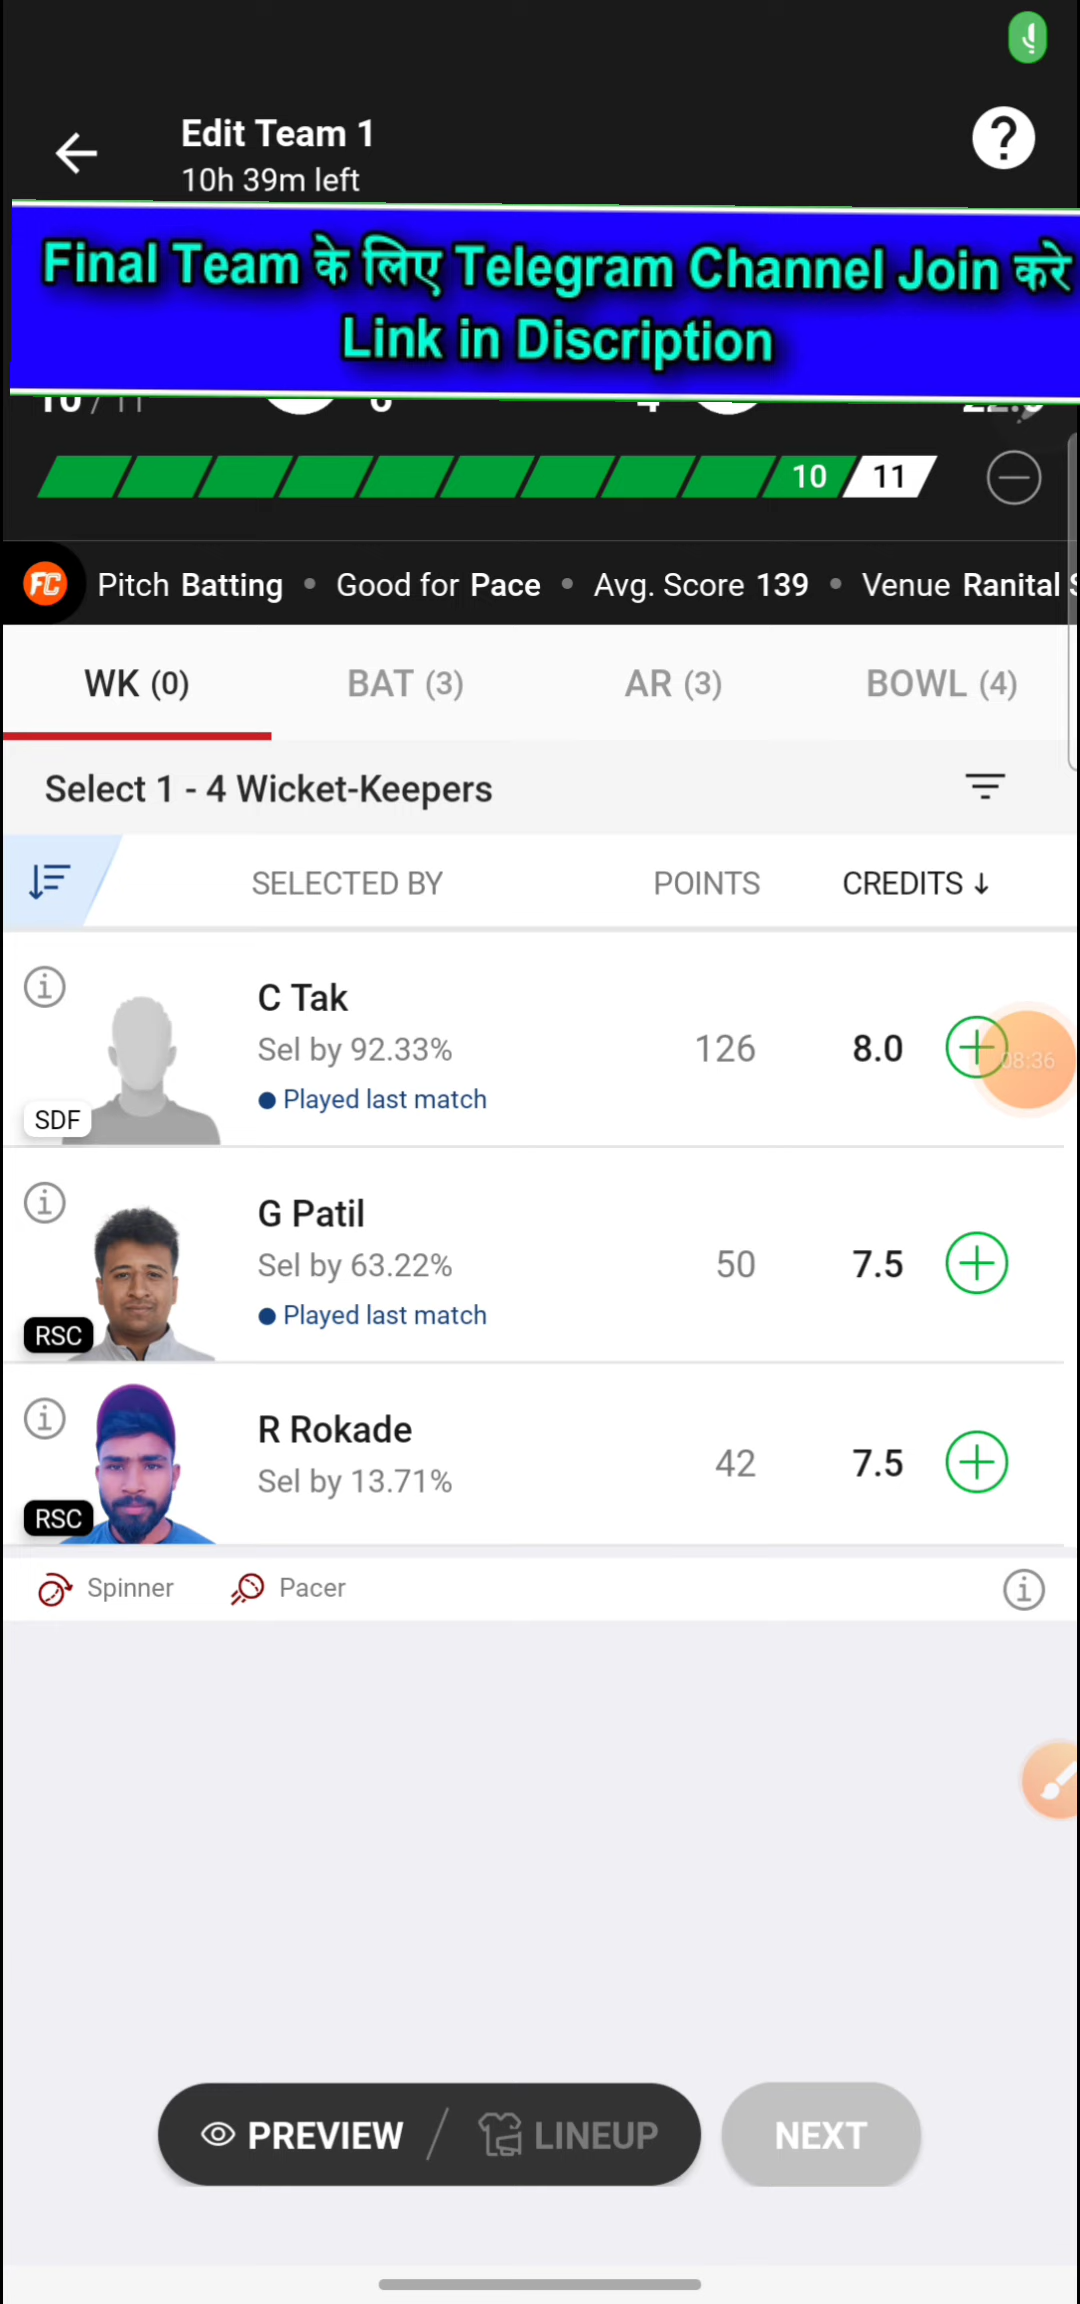 Edit Team 1
10h 39m left
Final Team के लिए Telegram Channel Join करे
Link in Discription
10 11
FC Pitch Batting • Good for Pace • Avg. Score 139 • Venue Ranital
WK (0) BAT (3) AR (3) BOWL (4)
Select 1 - 4 Wicket-Keepers
SELECTED BY POINTS CREDITS ↓
C Tak
Sel by 92.33% 126 8.0
08:36
Played last match
SDF
G Patil
Sel by 63.22% 50 7.5
Played last match
RSC
R Rokade
Sel by 13.71% 42 7.5
RSC
Spinner Pacer
PREVIEW / LINEUP NEXT